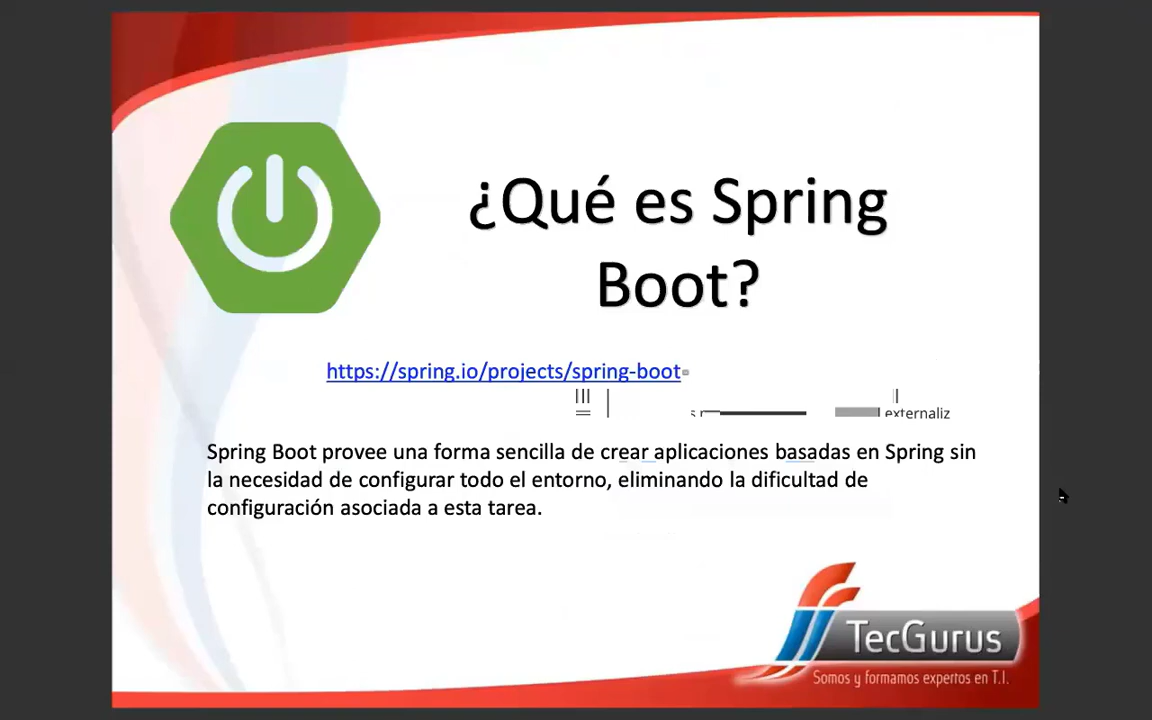 ¿Qué es Spring
Boot?
https://spring.io/projects/spring-boot
externaliz
Spring Boot provee una forma sencilla de crear aplicaciones basadas en Spring sin
la necesidad de configurar todo el entorno, eliminando la dificultad de
configuración asociada a esta tarea.
TecGurus
Somos y formamos expertos en T.I.